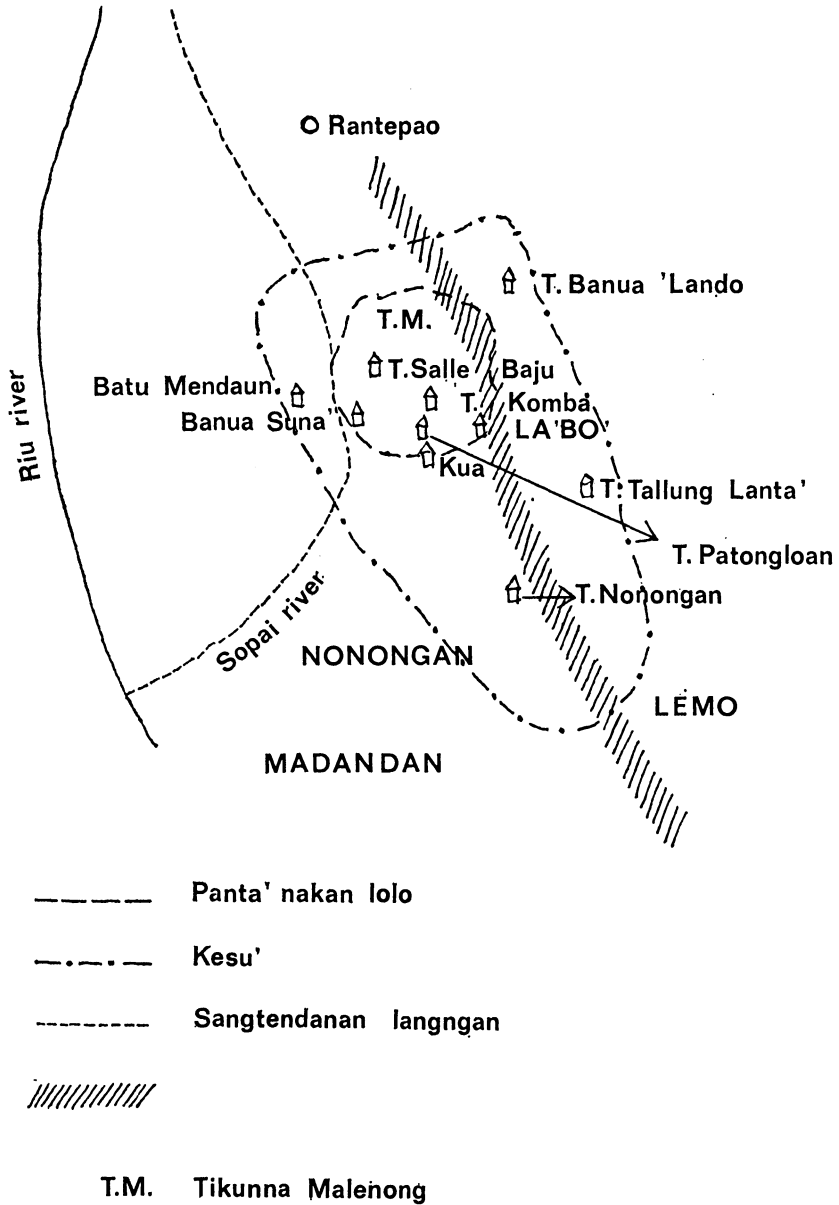 Rantepao
T. Banua 'Lando
T.M.
T. Salle
Baju
Batu Mendaun
T. Komba
Banua Suna'
LA'BO'
Kua
Riu river
T. Tallung Lanta'
T. Patongloan
T. Nonongan
Sopai river
NONONGAN
LEMO
MADANDAN
Panta' nakan lolo
Kesu'
Sangtendanan langngan
T.M. Tikunna Malenong